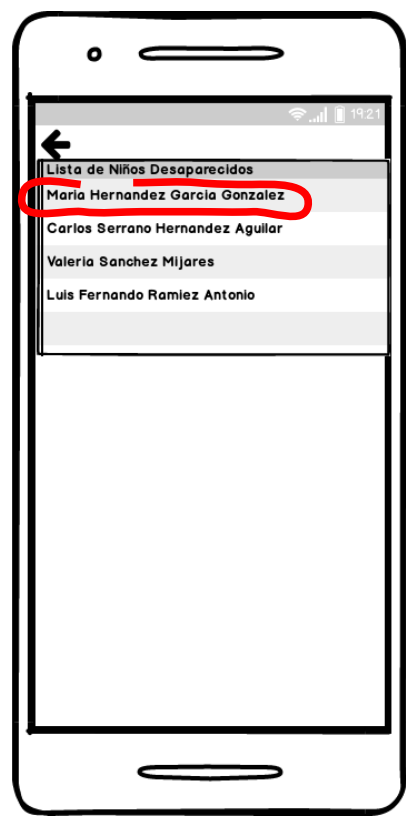 19:21
Lista de Niños Desaparecidos
Maria Hernandez Garcia Gonzalez
Carlos Serrano Hernandez Aguilar
Valeria Sanchez Mijares
Luis Fernando Ramiez Antonio